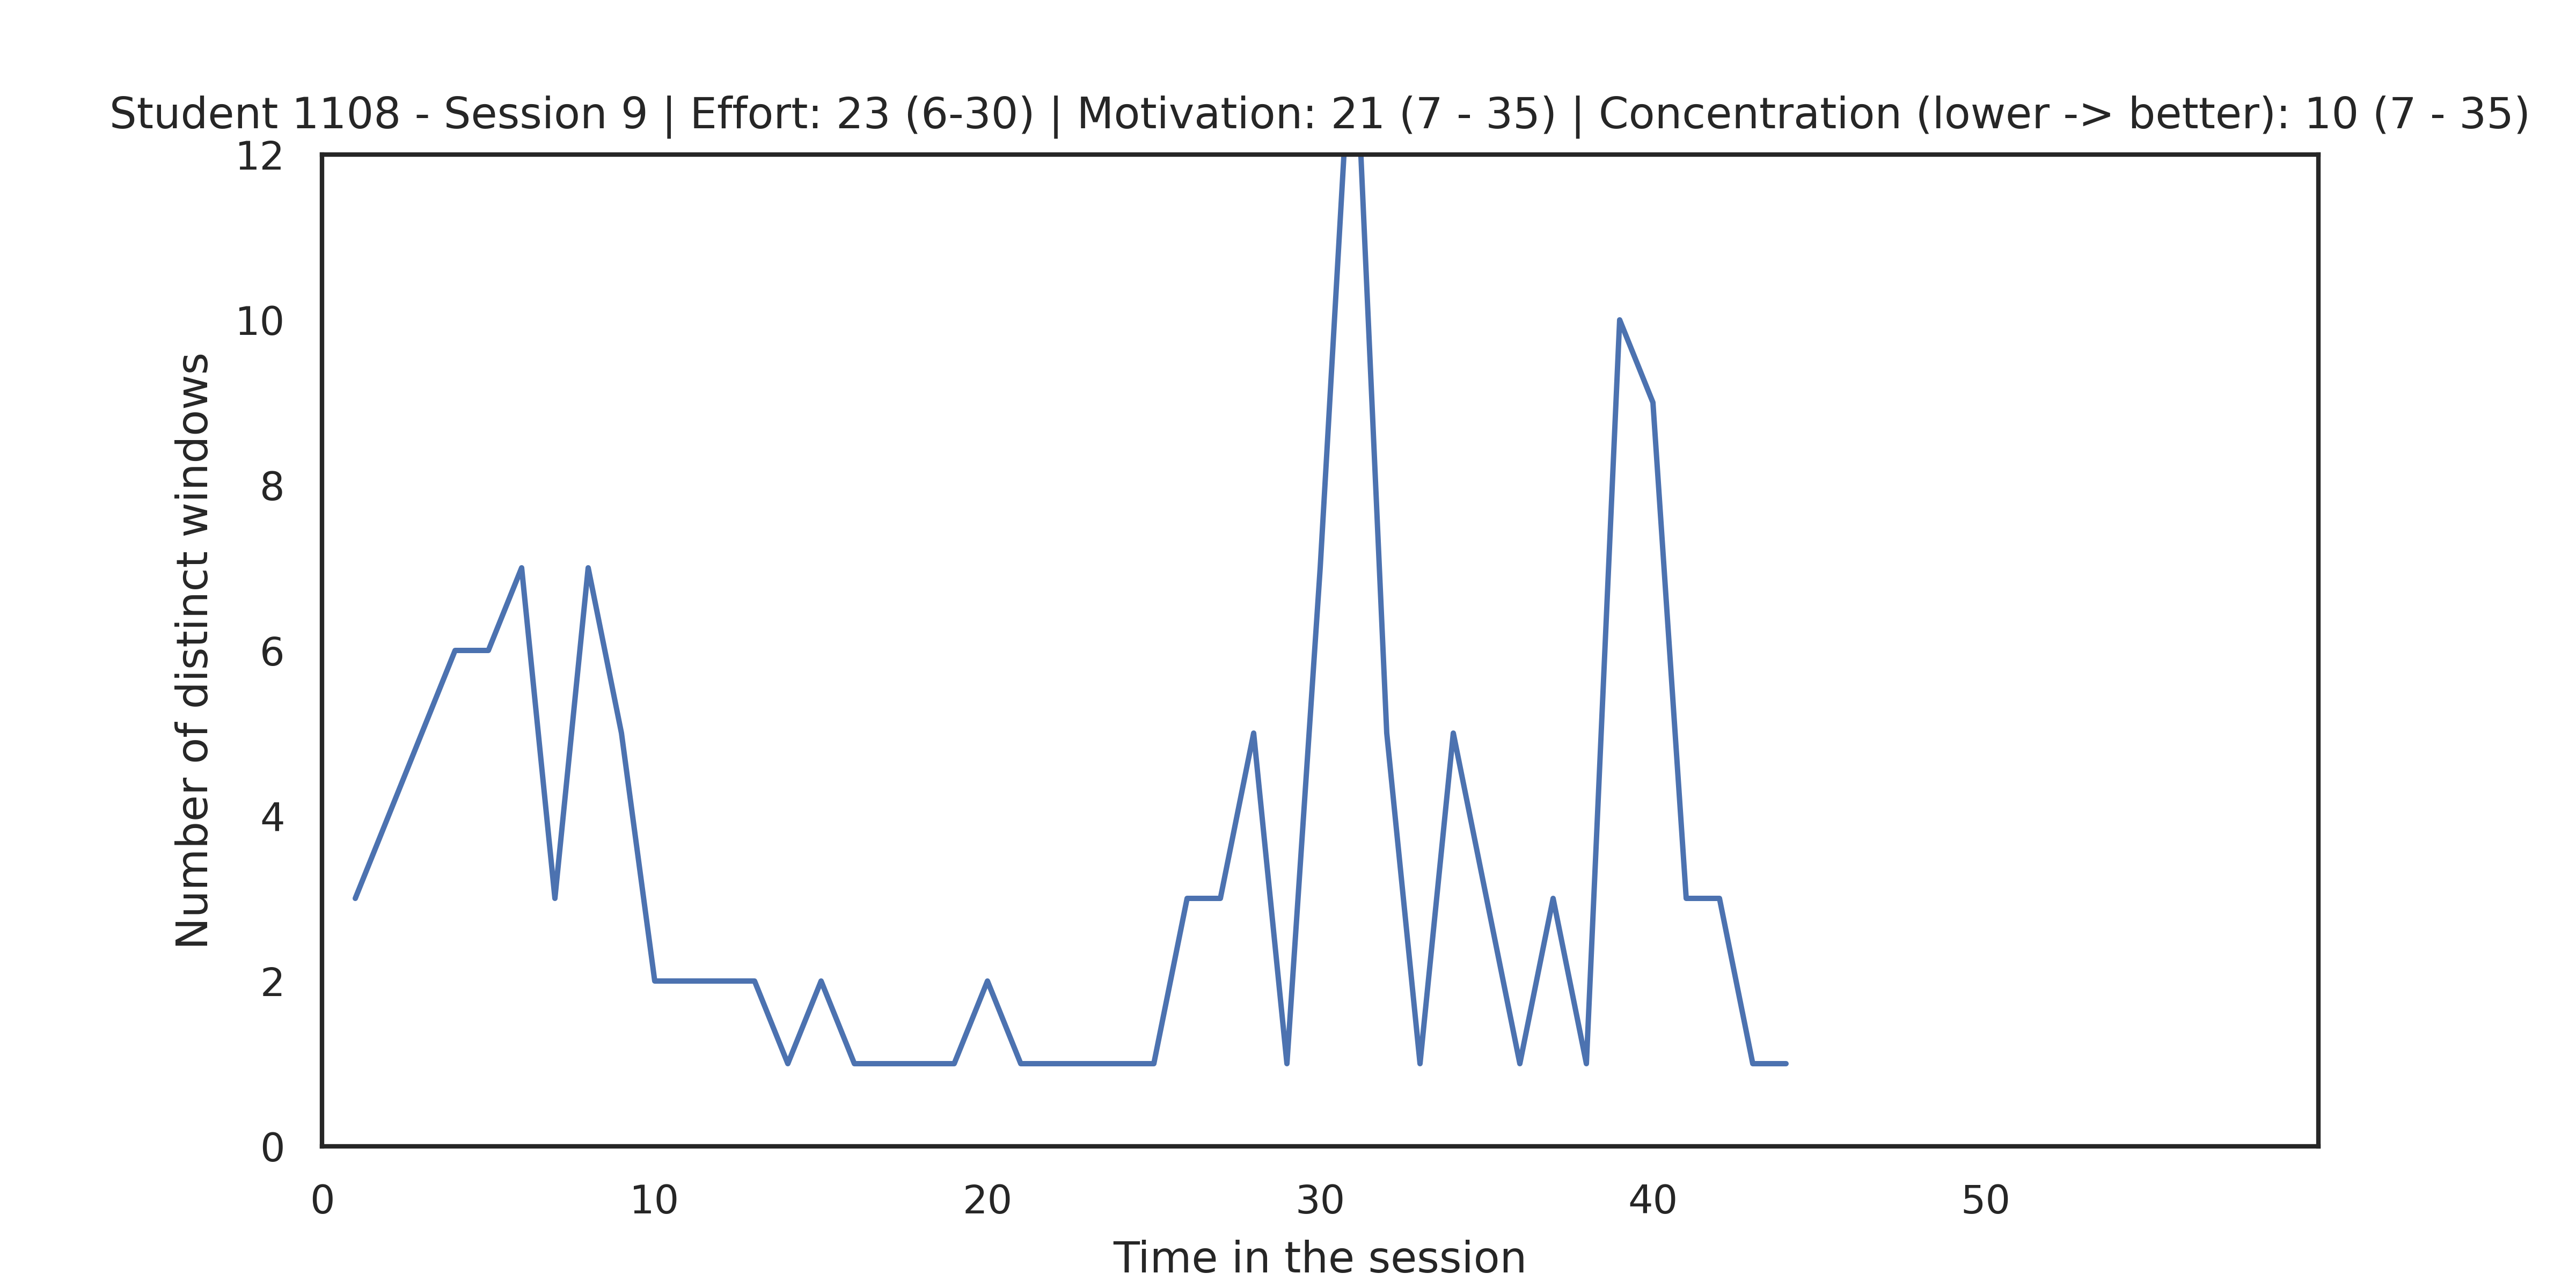 Student 1108 - Session 9 | Effort: 23 (6-30) | Motivation: 21 (7 - 35) | Concentration (lower -> better): 10 (7 - 35)
12
10
8
6
4
2
0
Number of distinct windows
0 10 20 30 40 50
Time in the session